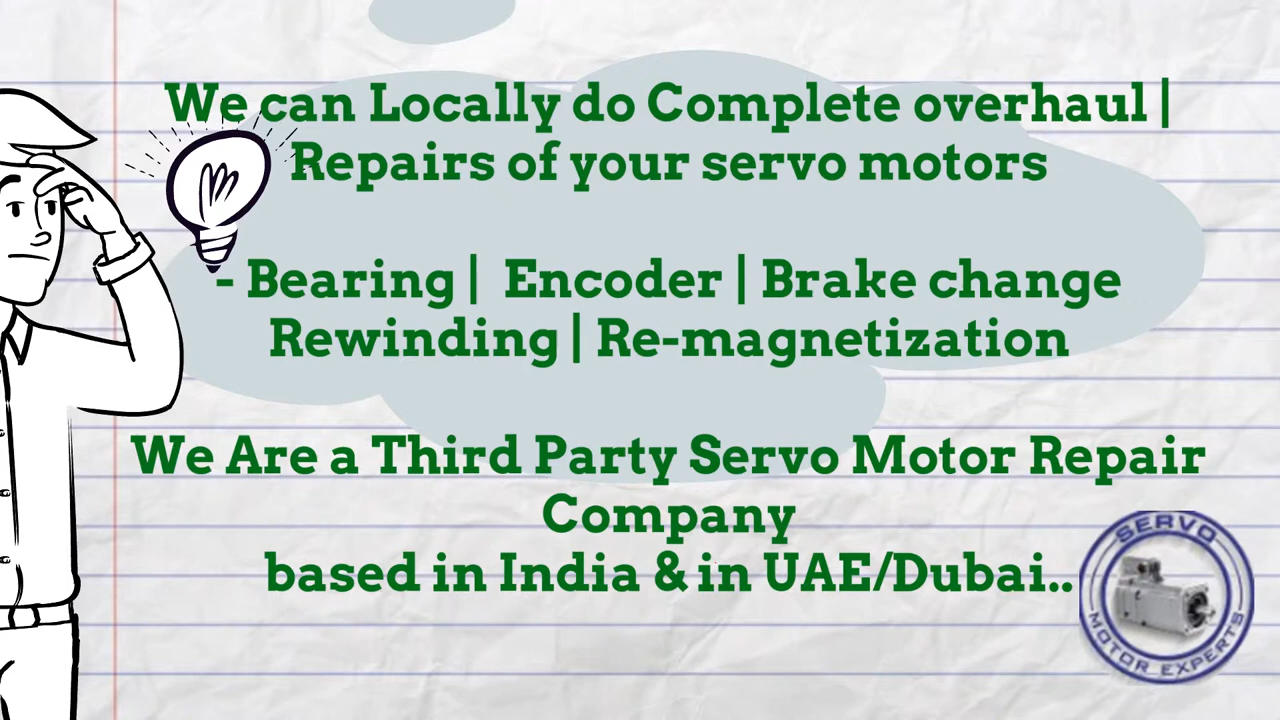 We can Locally do Complete overhaul |
Repairs of your servo motors
- Bearing | Encoder | Brake change
Rewinding | Re-magnetization
We Are a Third Party Servo Motor Repair
Company
based in India & in UAE/Dubai..
SERVO
MOTOR EXPERTS